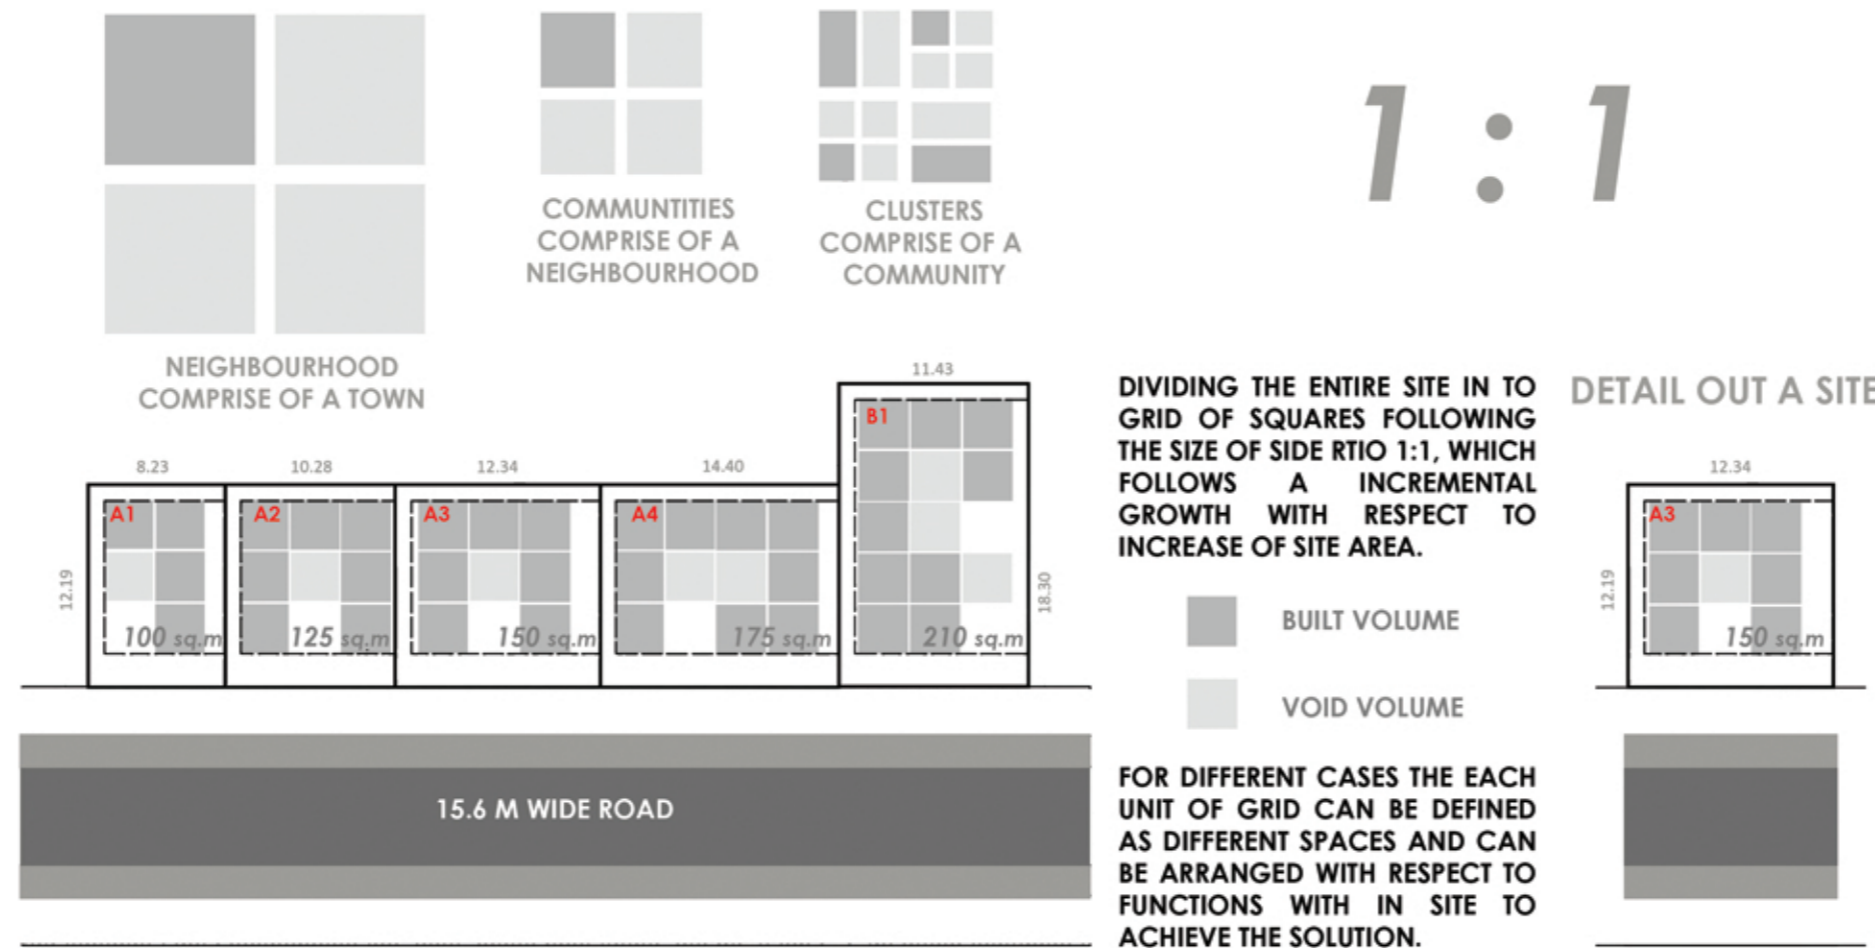 1 : 1
COMMUNTITIES
COMPRISE OF A
NEIGHBOURHOOD
CLUSTERS
COMPRISE OF A
COMMUNITY
NEIGHBOURHOOD
COMPRISE OF A TOWN
8.23
10.28
12.34
14.40
11.43
12.19
18.30
A1
100 sq.m
A2
125 sq.m
A3
150 sq.m
A4
175 sq.m
B1
210 sq.m
15.6 M WIDE ROAD
DIVIDING THE ENTIRE SITE IN TO
GRID OF SQUARES FOLLOWING
THE SIZE OF SIDE RTIO 1:1, WHICH
FOLLOWS A INCREMENTAL
GROWTH WITH RESPECT TO
INCREASE OF SITE AREA.
BUILT VOLUME
VOID VOLUME
FOR DIFFERENT CASES THE EACH
UNIT OF GRID CAN BE DEFINED
AS DIFFERENT SPACES AND CAN
BE ARRANGED WITH RESPECT TO
FUNCTIONS WITH IN SITE TO
ACHIEVE THE SOLUTION.
DETAIL OUT A SITE
12.34
12.19
A3
150 sq.m